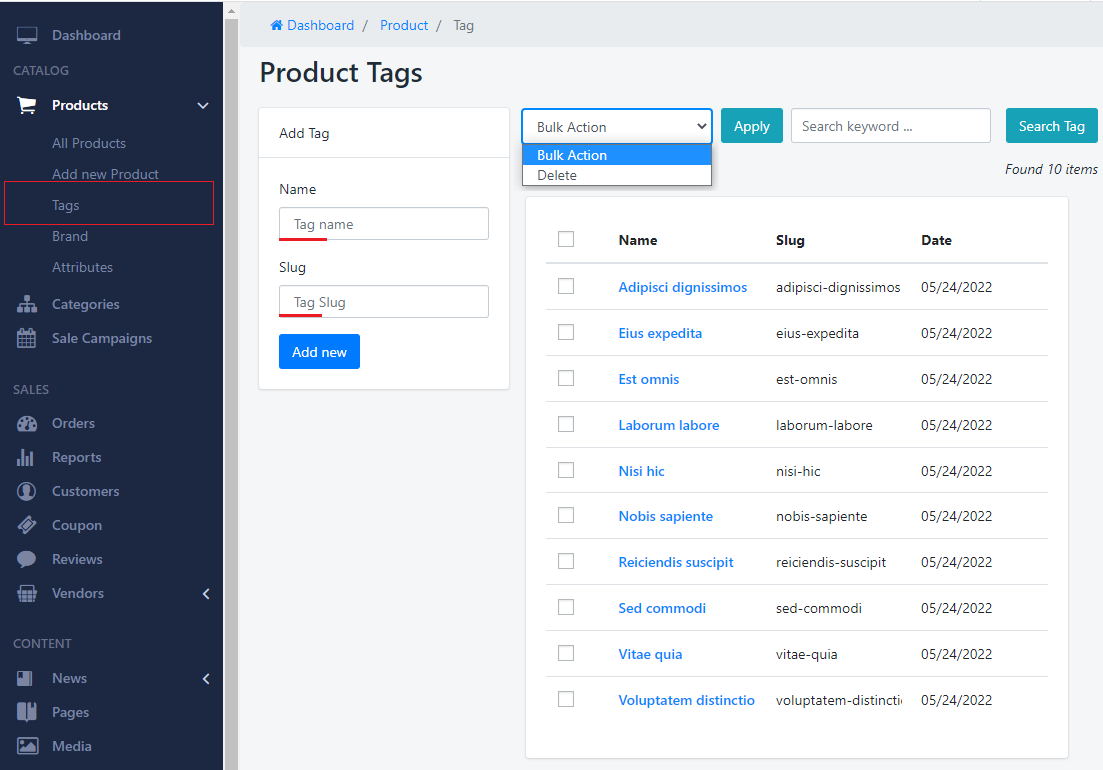 Dashboard
CATALOG
Products
All Products
Add new Product
Tags
Brand
Attributes
Categories
Sale Campaigns
SALES
Orders
Reports
Customers
Coupon
Reviews
Vendors
CONTENT
News
Pages
Media
Dashboard / Product / Tag
Product Tags
Add Tag
Name
Tag name
Slug
Tag Slug
Add new
Bulk Action
Bulk Action
Delete
Apply
Search keyword ...
Search Tag
Found 10 items
Name Slug Date
Adipisci dignissimos adipisci-dignissimos 05/24/2022
Eius expedita eius-expedita 05/24/2022
Est omnis est-omnis 05/24/2022
Laborum labore laborum-labore 05/24/2022
Nisi hic nisi-hic 05/24/2022
Nobis sapiente nobis-sapiente 05/24/2022
Reiciendis suscipit reiciendis-suscipit 05/24/2022
Sed commodi sed-commodi 05/24/2022
Vitae quia vitae-quia 05/24/2022
Voluptatem distinctio voluptatem-distincti 05/24/2022